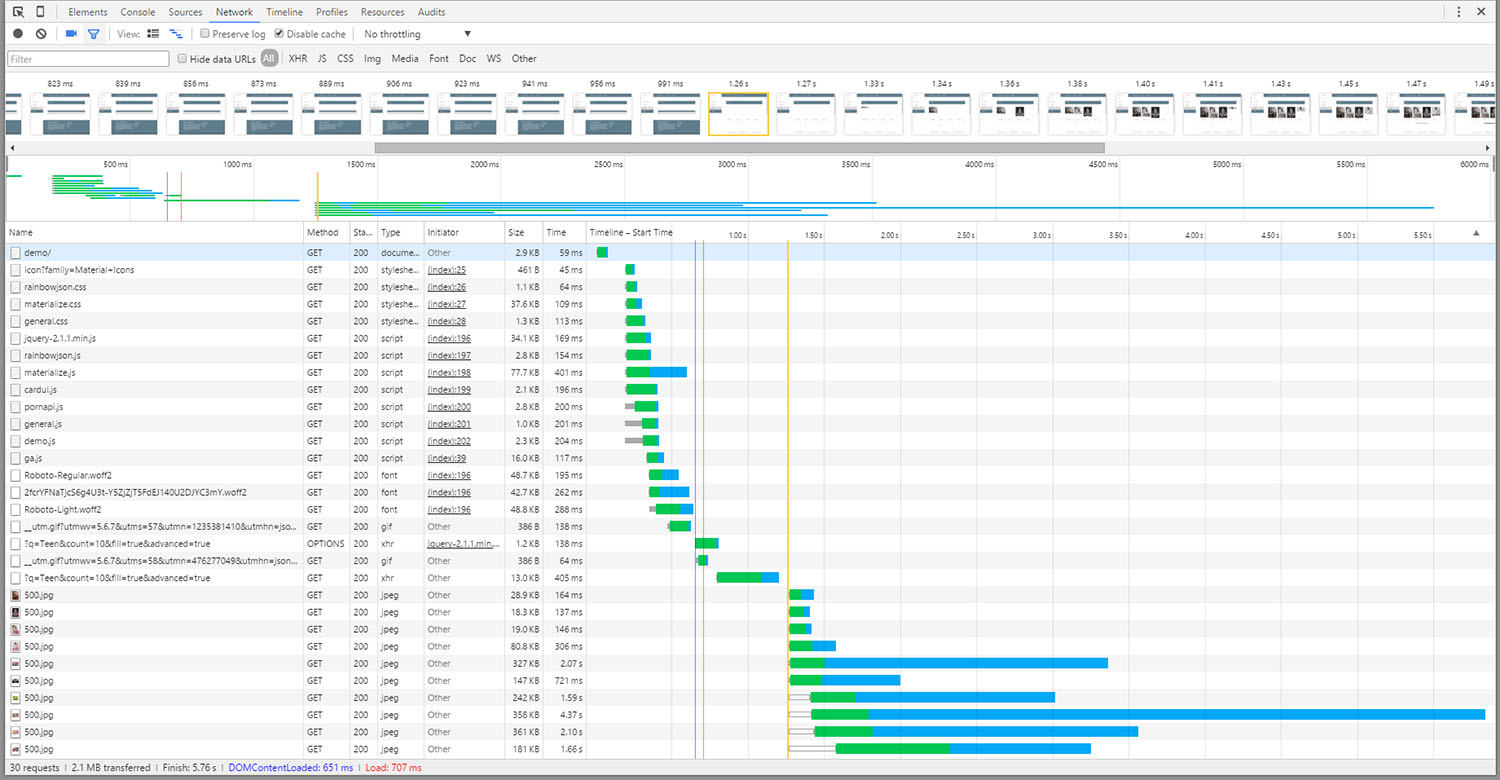 Elements Console Sources Network Timeline Profiles Resources Audits
View: Preserve log Disable cache No throttling
Filter Hide data URLs All XHR JS CSS Img Media Font Doc WS Other
823 ms 839 ms 856 ms 873 ms 889 ms 906 ms 923 ms 941 ms 956 ms 991 ms 1.26 s 1.27 s 1.33 s 1.34 s 1.36 s 1.38 s 1.40 s 1.41 s 1.43 s 1.45 s 1.47 s 1.49 s
500 ms 1000 ms 1500 ms 2000 ms 2500 ms 3000 ms 3500 ms 4000 ms 4500 ms 5000 ms 5500 ms 6000 ms
Name Method Sta... Type Initiator Size Time Timeline – Start Time 1.00 s 1.50 s 2.00 s 2.50 s 3.00 s 3.50 s 4.00 s 4.50 s 5.00 s 5.50 s
demo/ GET 200 docume... Other 2.9 KB 59 ms
icon?family=Material+Icons GET 200 styleshe... (index):25 461 B 45 ms
rainbowjson.css GET 200 styleshe... (index):26 1.1 KB 64 ms
materialize.css GET 200 styleshe... (index):27 37.6 KB 109 ms
general.css GET 200 styleshe... (index):28 1.3 KB 113 ms
jquery-2.1.1.min.js GET 200 script (index):196 34.1 KB 169 ms
rainbowjson.js GET 200 script (index):197 2.8 KB 154 ms
materialize.js GET 200 script (index):198 77.7 KB 401 ms
cardui.js GET 200 script (index):199 2.1 KB 196 ms
pornapi.js GET 200 script (index):200 2.8 KB 200 ms
general.js GET 200 script (index):201 1.0 KB 201 ms
demo.js GET 200 script (index):202 2.3 KB 204 ms
ga.js GET 200 script (index):39 16.0 KB 117 ms
Roboto-Regular.woff2 GET 200 font (index):196 48.7 KB 195 ms
2fcrYFNaTjcS6g4U3t-Y5ZjZjT5FdEJ140U2DJYC3mY.woff2 GET 200 font (index):196 42.7 KB 262 ms
Roboto-Light.woff2 GET 200 font (index):196 48.8 KB 288 ms
__utm.gif?utmwv=5.6.7&utms=57&utmn=1235381410&utmhn=jso... GET 200 gif Other 386 B 138 ms
?q=Teen&count=10&fill=true&advanced=true OPTIONS 200 xhr jquery-2.1.1.min,... 1.2 KB 138 ms
__utm.gif?utmwv=5.6.7&utms=58&utmn=476277049&utmhn=json... GET 200 gif Other 386 B 64 ms
?q=Teen&count=10&fill=true&advanced=true GET 200 xhr Other 13.0 KB 405 ms
500.jpg GET 200 jpeg Other 28.9 KB 164 ms
500.jpg GET 200 jpeg Other 18.3 KB 137 ms
500.jpg GET 200 jpeg Other 19.0 KB 146 ms
500.jpg GET 200 jpeg Other 80.8 KB 306 ms
500.jpg GET 200 jpeg Other 327 KB 2.07 s
500.jpg GET 200 jpeg Other 147 KB 721 ms
500.jpg GET 200 jpeg Other 242 KB 1.59 s
500.jpg GET 200 jpeg Other 358 KB 4.37 s
500.jpg GET 200 jpeg Other 361 KB 2.10 s
500.jpg GET 200 jpeg Other 181 KB 1.66 s
30 requests | 2.1 MB transferred | Finish: 5.76 s | DOMContentLoaded: 651 ms | Load: 707 ms